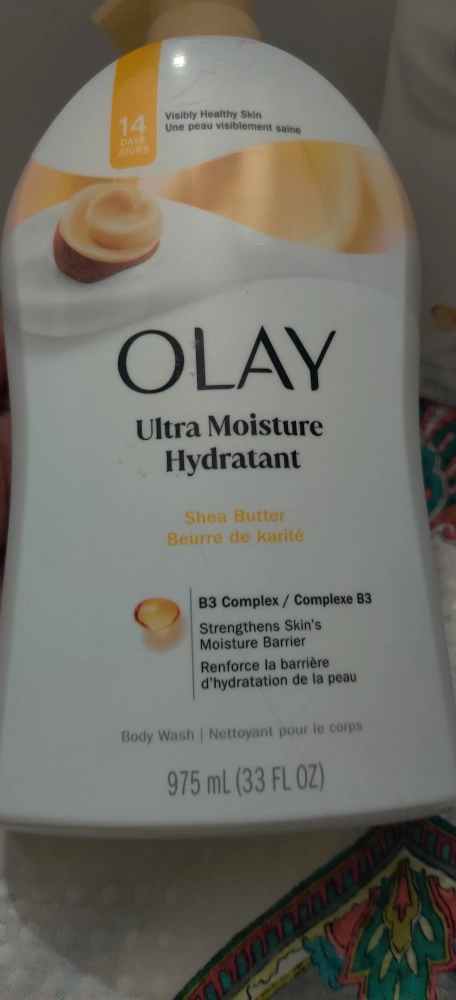 14
DAYS
JOURS
Visibly Healthy Skin
Une peau visiblement saine
OLAY
Ultra Moisture
Hydratant
Shea Butter
Beurre de karité
B3 Complex / Complexe B3
Strengthens Skin's
Moisture Barrier
Renforce la barrière
d'hydratation de la peau
Body Wash | Nettoyant pour le corps
975 mL (33 FL OZ)